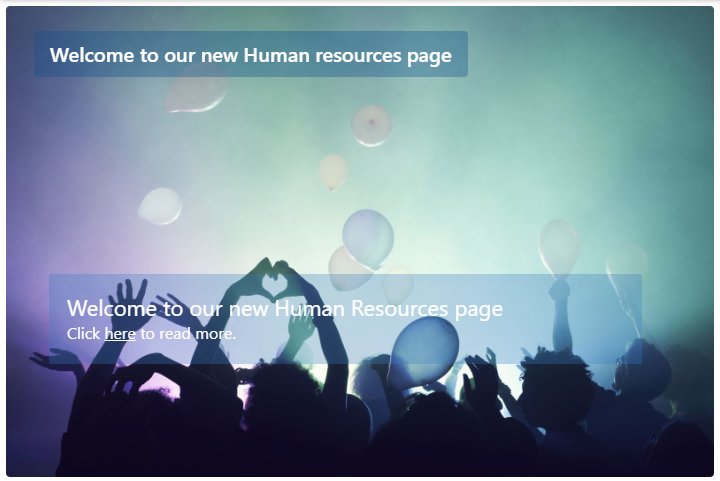 Welcome to our new Human resources page
Welcome to our new Human Resources page
Click here to read more.